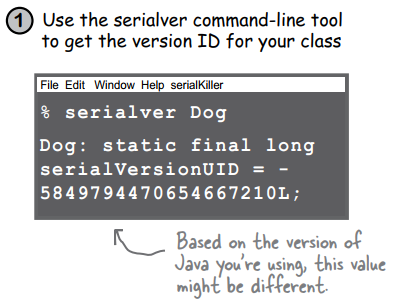 1 Use the serialver command-line tool
to get the version ID for your class
File Edit Window Help serialKiller
% serialver Dog
Dog: static final long
serialVersionUID = -
5849794470654667210L;
Based on the version of
Java you're using, this value
might be different.